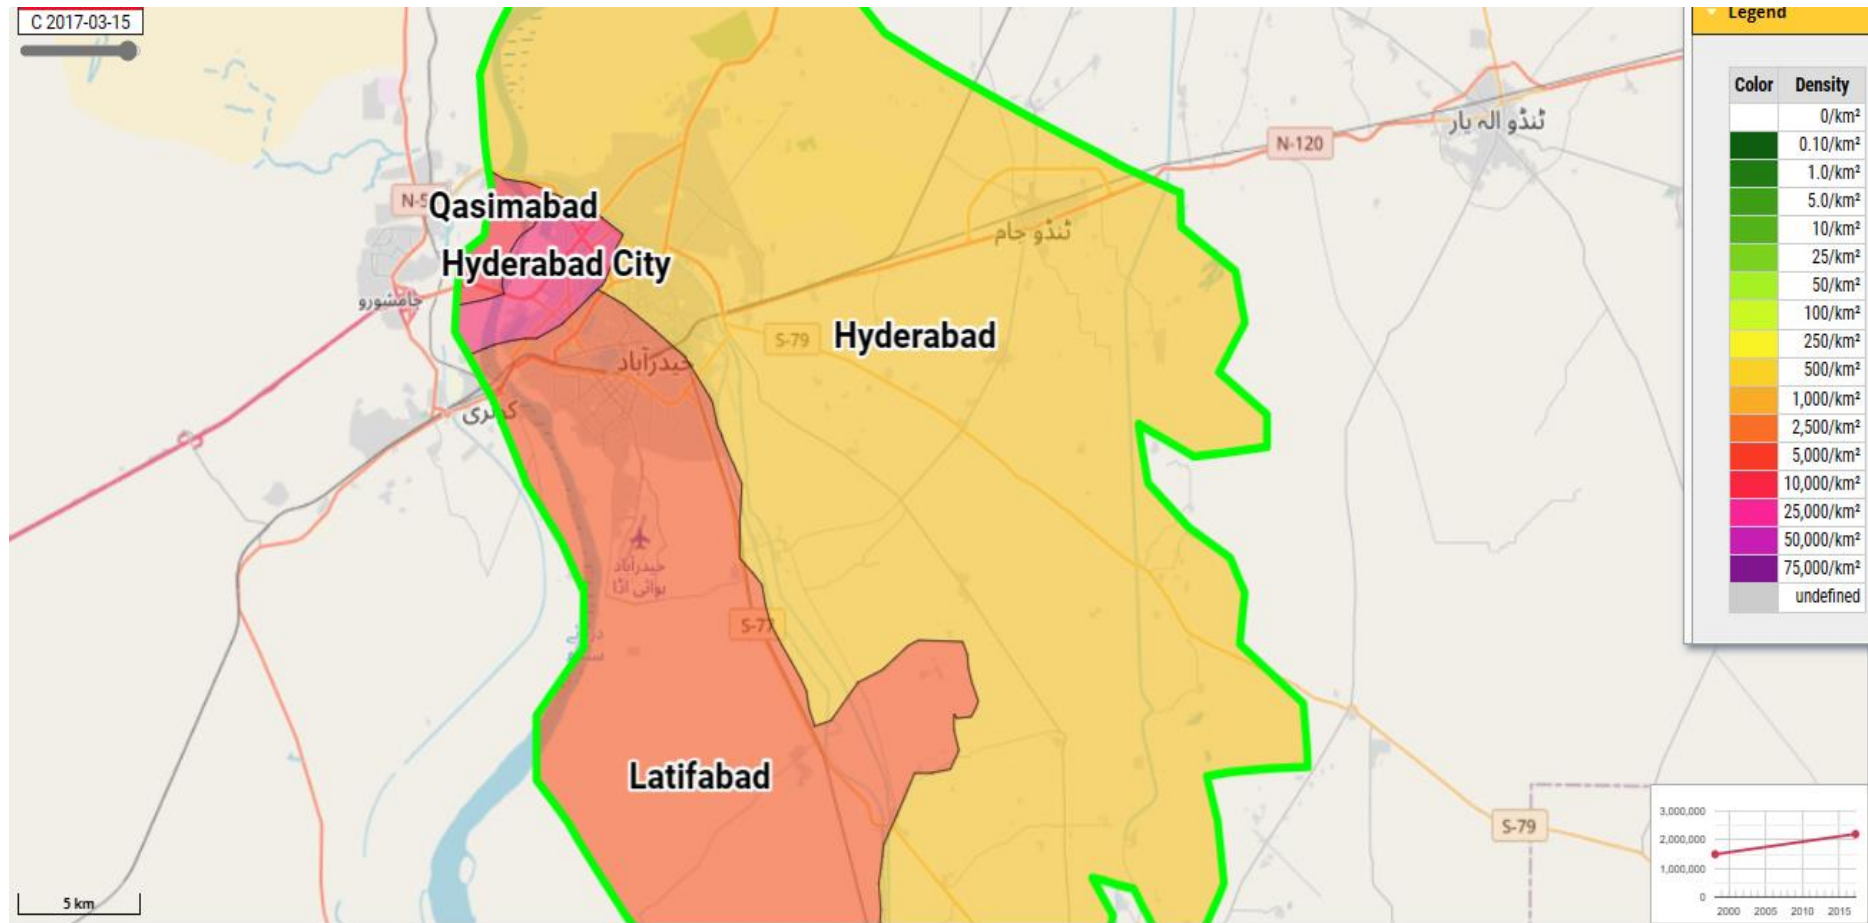 C 2017-03-15
Legend
Color Density
0/km²
0.10/km²
1.0/km²
5.0/km²
10/km²
25/km²
50/km²
100/km²
250/km²
500/km²
1,000/km²
2,500/km²
5,000/km²
10,000/km²
25,000/km²
50,000/km²
75,000/km²
undefined
ٹنڈو الہ یار
N-120
N-5
Qasimabad
ٹنڈو جام
Hyderabad City
جامشورو
S-79
Hyderabad
حیدرآباد
کوٹری
حیدرآباد
ہوائی اڈا
S-77
Latifabad
S-79
3,000,000
2,000,000
1,000,000
0
2000 2005 2010 2015
5 km